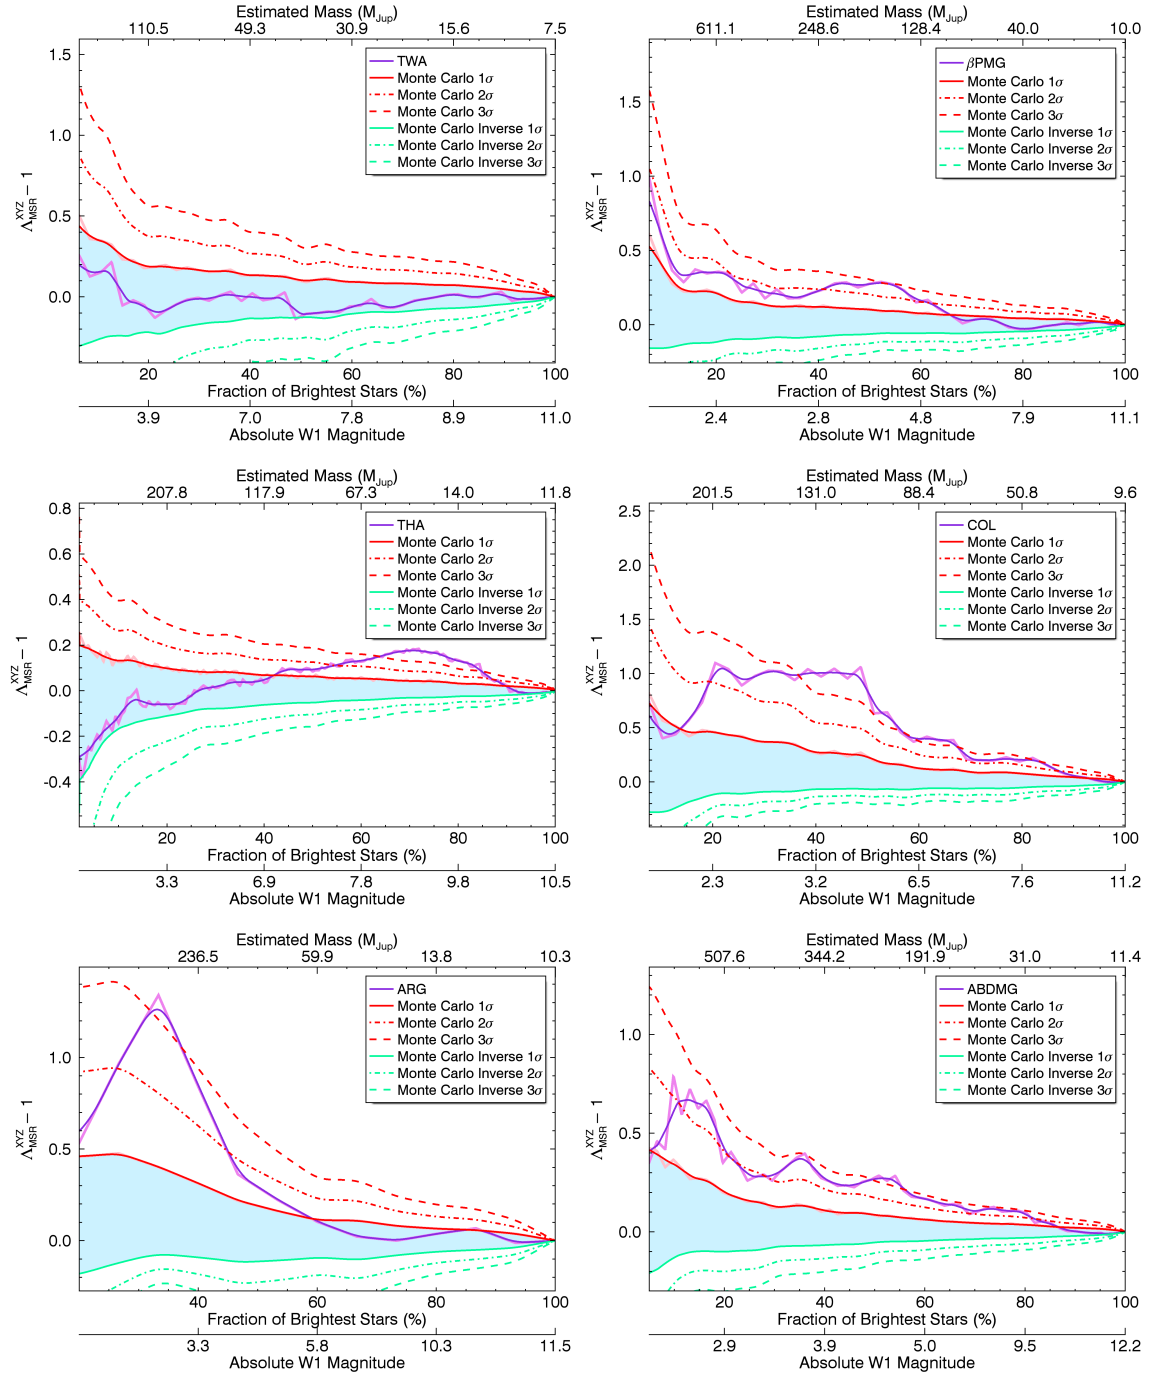 Estimated Mass (MJup)
110.5 49.3 30.9 15.6 7.5
1.5
1.0
0.5
0.0
ΛMSR XYZ − 1
TWA
Monte Carlo 1σ
Monte Carlo 2σ
Monte Carlo 3σ
Monte Carlo Inverse 1σ
Monte Carlo Inverse 2σ
Monte Carlo Inverse 3σ
20 40 60 80 100
Fraction of Brightest Stars (%)
3.9 7.0 7.8 8.9 11.0
Absolute W1 Magnitude
Estimated Mass (MJup)
611.1 248.6 128.4 40.0 10.0
1.5
1.0
0.5
0.0
ΛMSR XYZ − 1
βPMG
Monte Carlo 1σ
Monte Carlo 2σ
Monte Carlo 3σ
Monte Carlo Inverse 1σ
Monte Carlo Inverse 2σ
Monte Carlo Inverse 3σ
20 40 60 80 100
Fraction of Brightest Stars (%)
2.4 2.8 4.8 7.9 11.1
Absolute W1 Magnitude
Estimated Mass (MJup)
207.8 117.9 67.3 14.0 11.8
0.8
0.6
0.4
0.2
0.0
-0.2
-0.4
ΛMSR XYZ − 1
THA
Monte Carlo 1σ
Monte Carlo 2σ
Monte Carlo 3σ
Monte Carlo Inverse 1σ
Monte Carlo Inverse 2σ
Monte Carlo Inverse 3σ
20 40 60 80 100
Fraction of Brightest Stars (%)
3.3 6.9 7.8 9.8 10.5
Absolute W1 Magnitude
Estimated Mass (MJup)
201.5 131.0 88.4 50.8 9.6
2.5
2.0
1.5
1.0
0.5
0.0
ΛMSR XYZ − 1
COL
Monte Carlo 1σ
Monte Carlo 2σ
Monte Carlo 3σ
Monte Carlo Inverse 1σ
Monte Carlo Inverse 2σ
Monte Carlo Inverse 3σ
20 40 60 80 100
Fraction of Brightest Stars (%)
2.3 3.2 6.5 7.6 11.2
Absolute W1 Magnitude
Estimated Mass (MJup)
236.5 59.9 13.8 10.3
1.0
0.5
0.0
ΛMSR XYZ − 1
ARG
Monte Carlo 1σ
Monte Carlo 2σ
Monte Carlo 3σ
Monte Carlo Inverse 1σ
Monte Carlo Inverse 2σ
Monte Carlo Inverse 3σ
40 60 80 100
Fraction of Brightest Stars (%)
3.3 5.8 10.3 11.5
Absolute W1 Magnitude
Estimated Mass (MJup)
507.6 344.2 191.9 31.0 11.4
1.0
0.5
0.0
ΛMSR XYZ − 1
ABDMG
Monte Carlo 1σ
Monte Carlo 2σ
Monte Carlo 3σ
Monte Carlo Inverse 1σ
Monte Carlo Inverse 2σ
Monte Carlo Inverse 3σ
20 40 60 80 100
Fraction of Brightest Stars (%)
2.9 3.9 5.0 9.5 12.2
Absolute W1 Magnitude